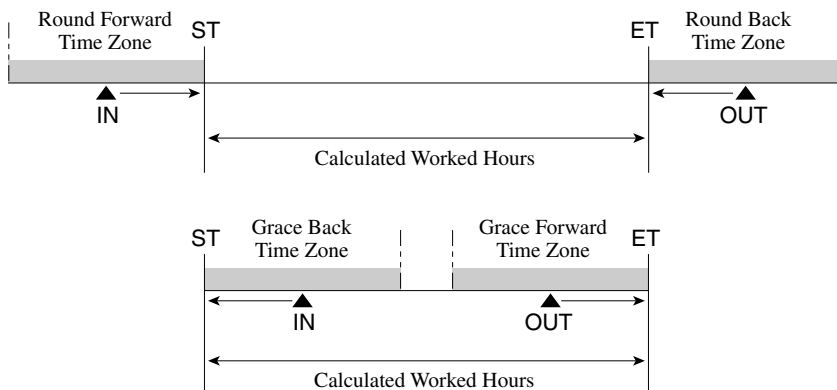 Round Forward
Time Zone
ST
ET
Round Back
Time Zone
IN
OUT
Calculated Worked Hours
ST
Grace Back
Time Zone
Grace Forward
Time Zone
ET
IN
OUT
Calculated Worked Hours